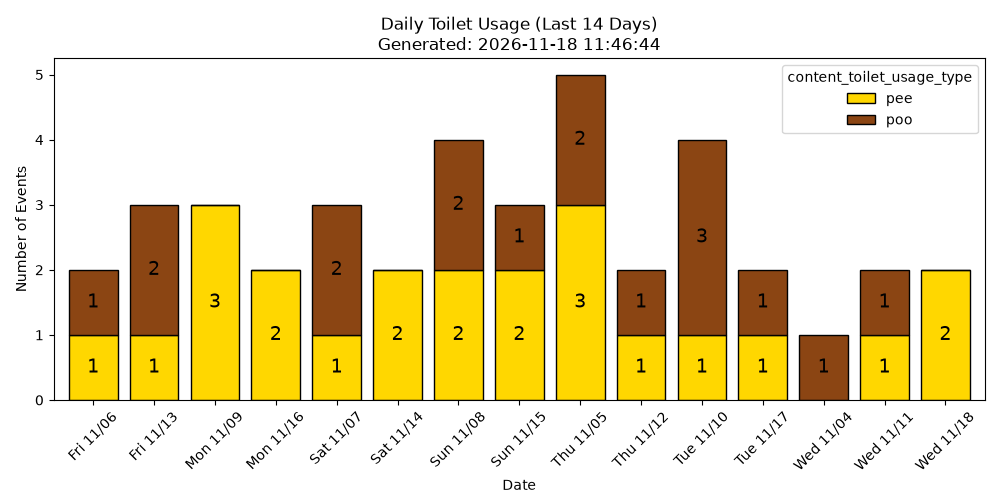 Daily Toilet Usage (Last 14 Days)
Generated: 2026-11-18 11:46:44
content_toilet_usage_type
pee
poo
Number of Events
5
4
3
2
1
0
1
1
2
1
3
2
2
1
2
2
2
1
2
2
3
1
1
3
1
1
1
1
1
1
2
Fri 11/06
Fri 11/13
Mon 11/09
Mon 11/16
Sat 11/07
Sat 11/14
Sun 11/08
Sun 11/15
Thu 11/05
Thu 11/12
Tue 11/10
Tue 11/17
Wed 11/04
Wed 11/11
Wed 11/18
Date